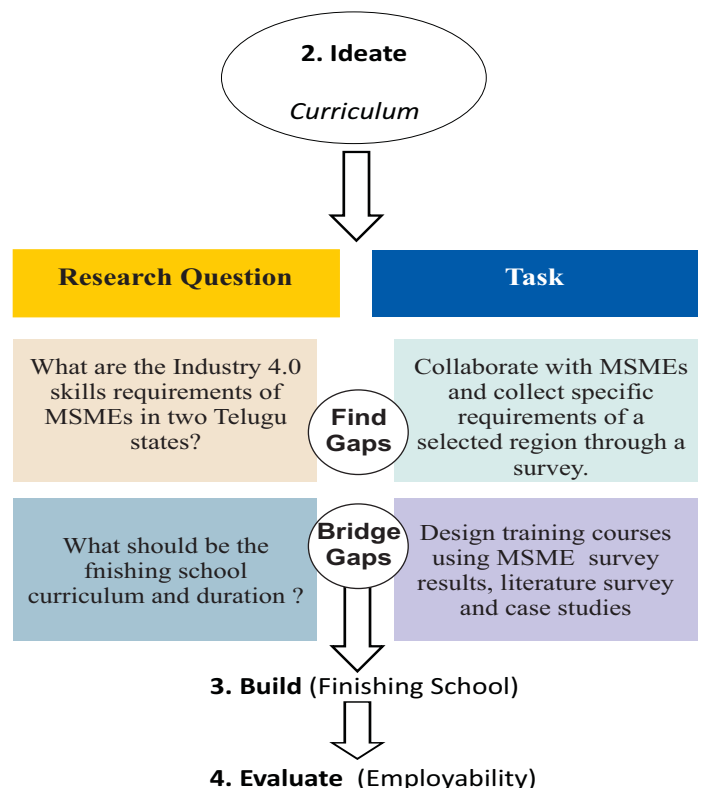 2. Ideate
Curriculum
Research Question
Task
What are the Industry 4.0
skills requirements of
MSMEs in two Telugu
states?
Find
Gaps
Collaborate with MSMEs
and collect specific
requirements of a
selected region through a
survey.
What should be the
fnishing school
curriculum and duration ?
Bridge
Gaps
Design training courses
using MSME survey
results, literature survey
and case studies
3. Build (Finishing School)
4. Evaluate (Employability)